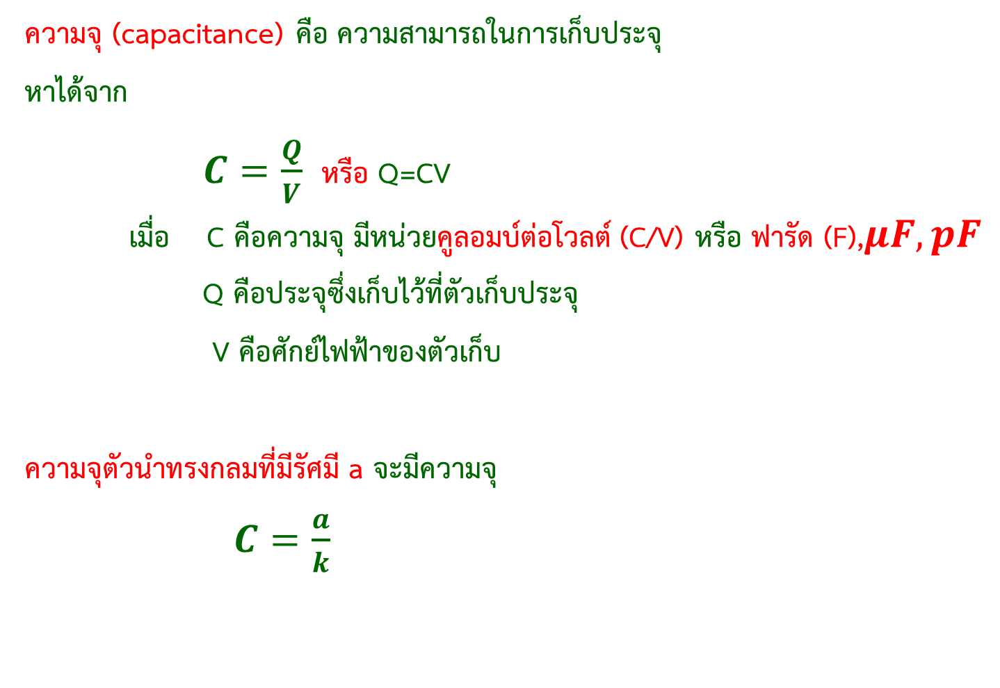 ความจุ (capacitance) คือ ความสามารถในการเก็บประจุ
หาได้จาก
C = Q/V หรือ Q=CV
เมื่อ C คือความจุ มีหน่วยคูลอมบ์ต่อโวลต์ (C/V) หรือ ฟารัด (F),μF, pF
Q คือประจุซึ่งเก็บไว้ที่ตัวเก็บประจุ
V คือศักย์ไฟฟ้าของตัวเก็บ
ความจุตัวนำทรงกลมที่มีรัศมี a จะมีความจุ
C = a/k